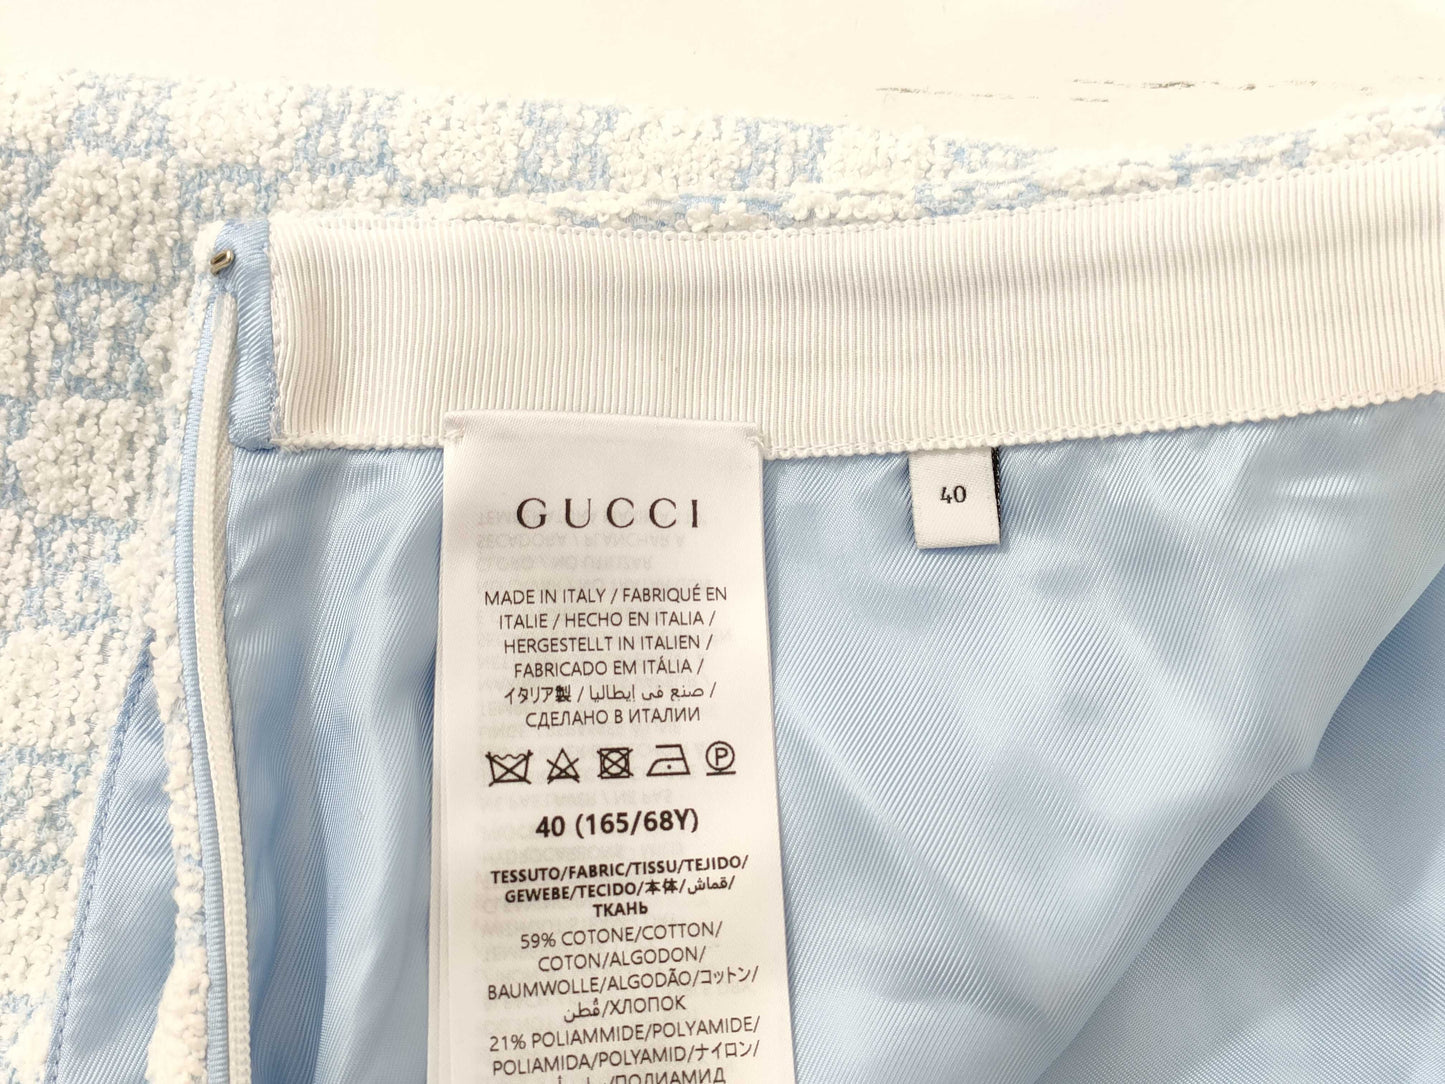 GUCCI
MADE IN ITALY / FABRIQUÉ EN
ITALIE / HECHO EN ITALIA /
HERGESTELLT IN ITALIEN /
FABRICADO EM ITÁLIA /
イタリア製 / صنع في إيطاليا /
СДЕЛАНО В ИТАЛИИ
P
40 (165/68Y)
TESSUTO/FABRIC/TISSU/TEJIDO/
GEWEBE/TECIDO/本体/قماش/
ТКАНЬ
59% COTONE/COTTON/
COTON/ALGODON/
BAUMWOLLE/ALGODÃO/コットン/
قُطن/ХЛОПОК
21% POLIAMMIDE/POLYAMIDE/
POLIAMIDA/POLYAMID/ナイロン/
ПОЛИАМИД
40